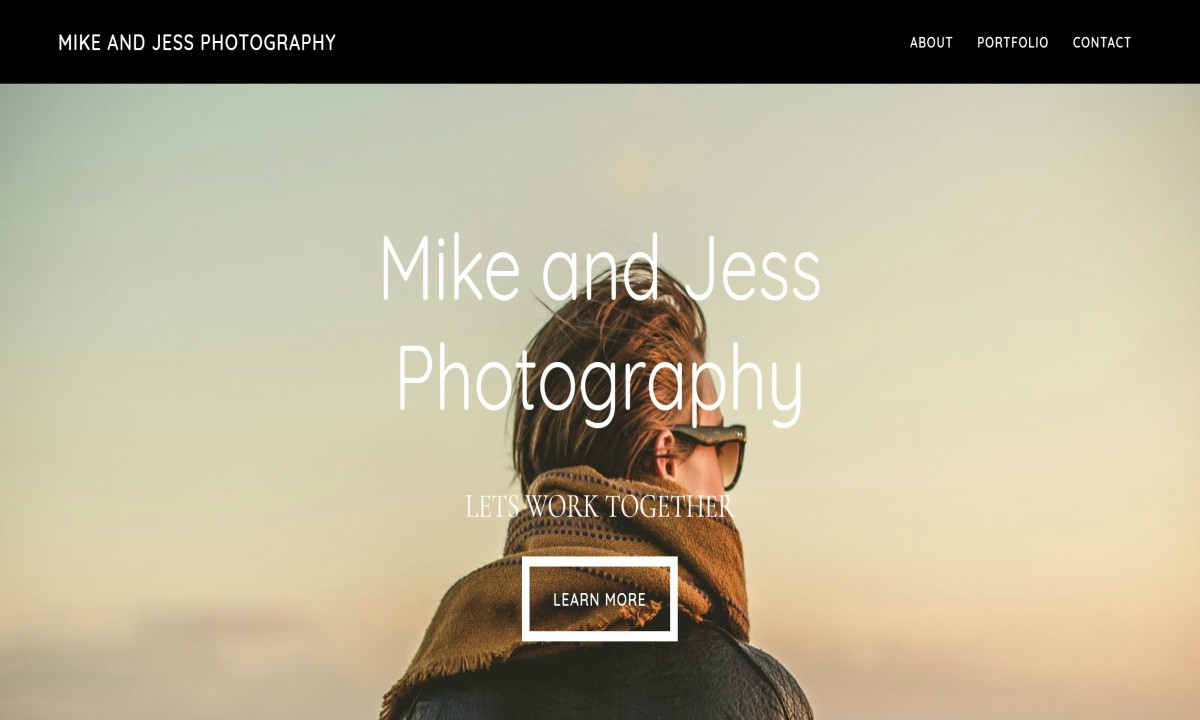 MIKE AND JESS PHOTOGRAPHY
ABOUT PORTFOLIO CONTACT
Mike and Jess
Photography
LETS WORK TOGETHER
LEARN MORE